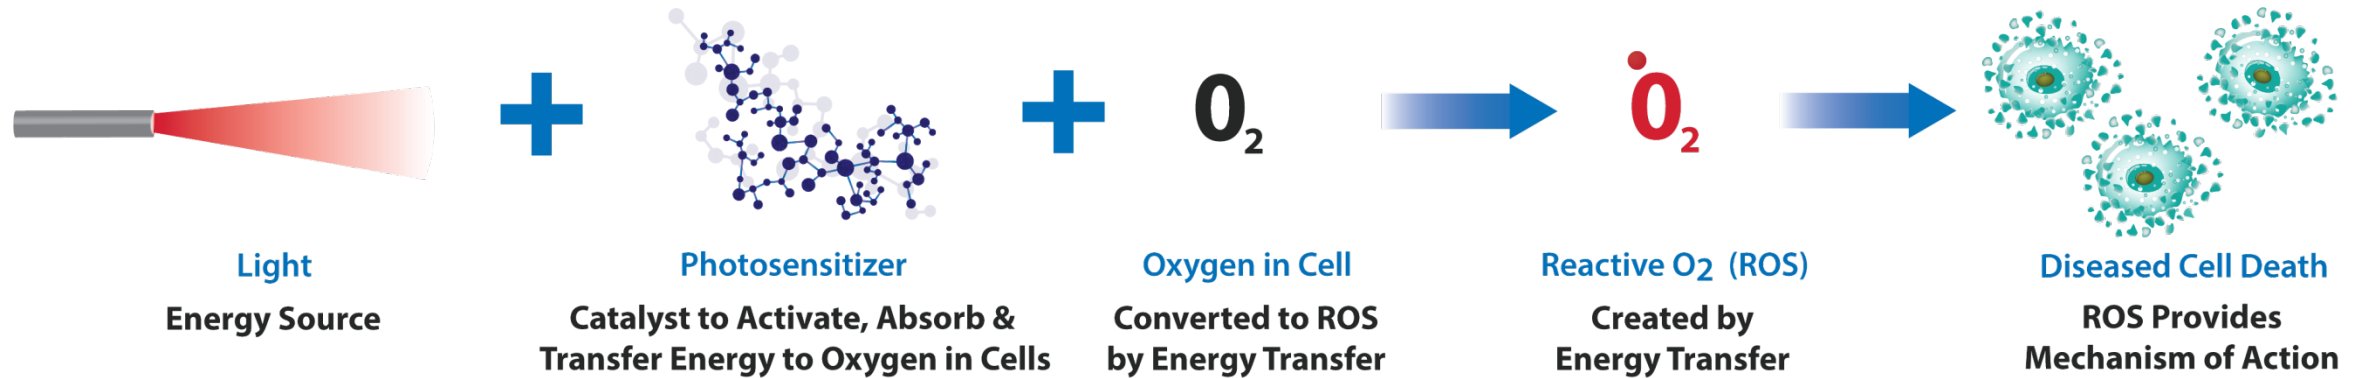 O2
O2
Light
Energy Source
Photosensitizer
Catalyst to Activate, Absorb &
Transfer Energy to Oxygen in Cells
Oxygen in Cell
Converted to ROS
by Energy Transfer
Reactive O2 (ROS)
Created by
Energy Transfer
Diseased Cell Death
ROS Provides
Mechanism of Action